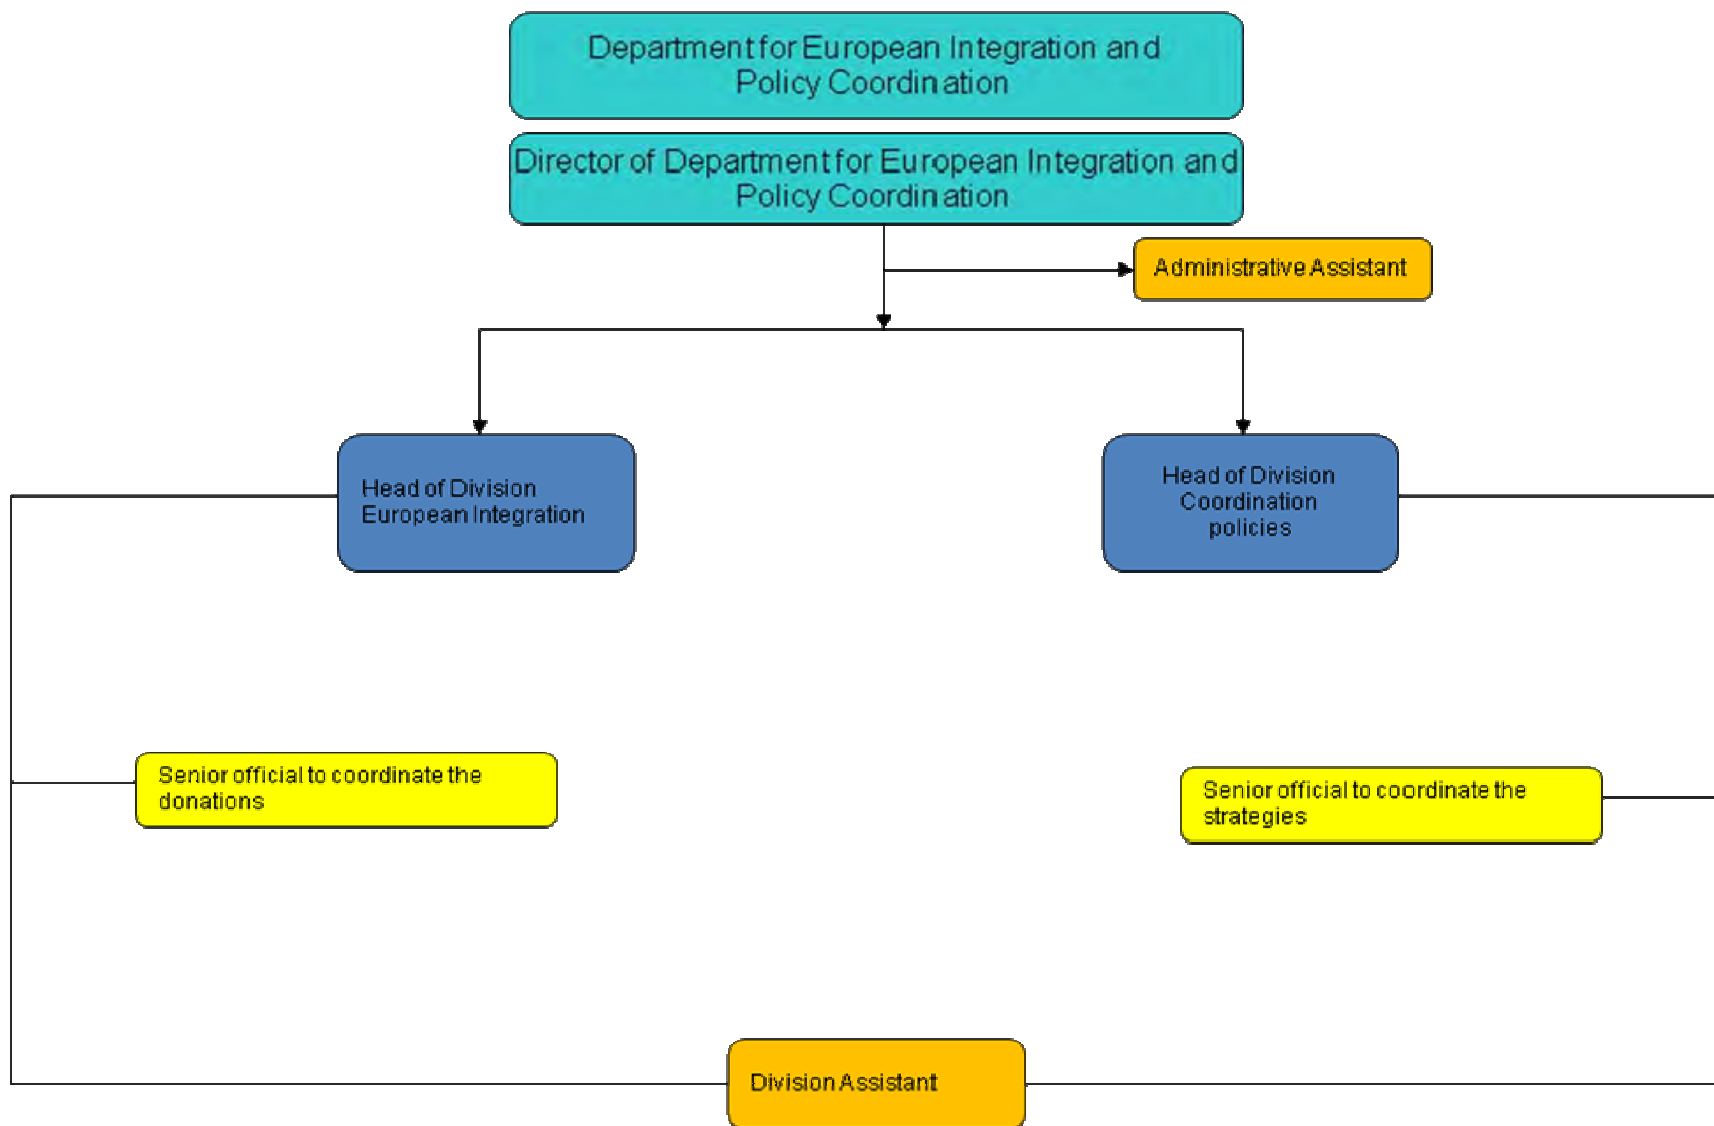 Department for European Integration and
Policy Coordination
Director of Department for European Integration and
Policy Coordination
Administrative Assistant
Head of Division
European Integration
Head of Division
Coordination
policies
Senior official to coordinate the
donations
Senior official to coordinate the
strategies
Division Assistant